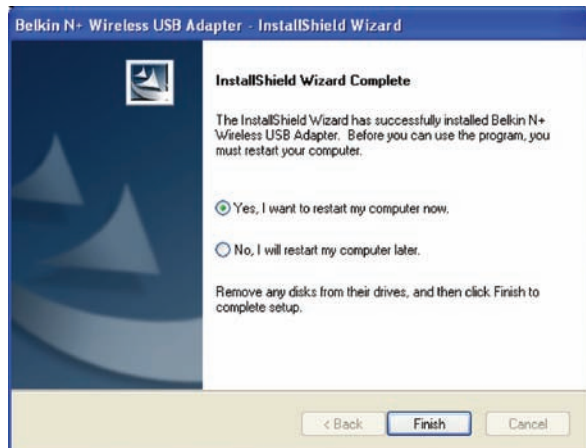 Belkin N+ Wireless USB Adapter - InstallShield Wizard
InstallShield Wizard Complete
The InstallShield Wizard has successfully installed Belkin N+
Wireless USB Adapter.  Before you can use the program, you
must restart your computer.
Yes, I want to restart my computer now.
No, I will restart my computer later.
Remove any disks from their drives, and then click Finish to
complete setup.
< Back
Finish
Cancel